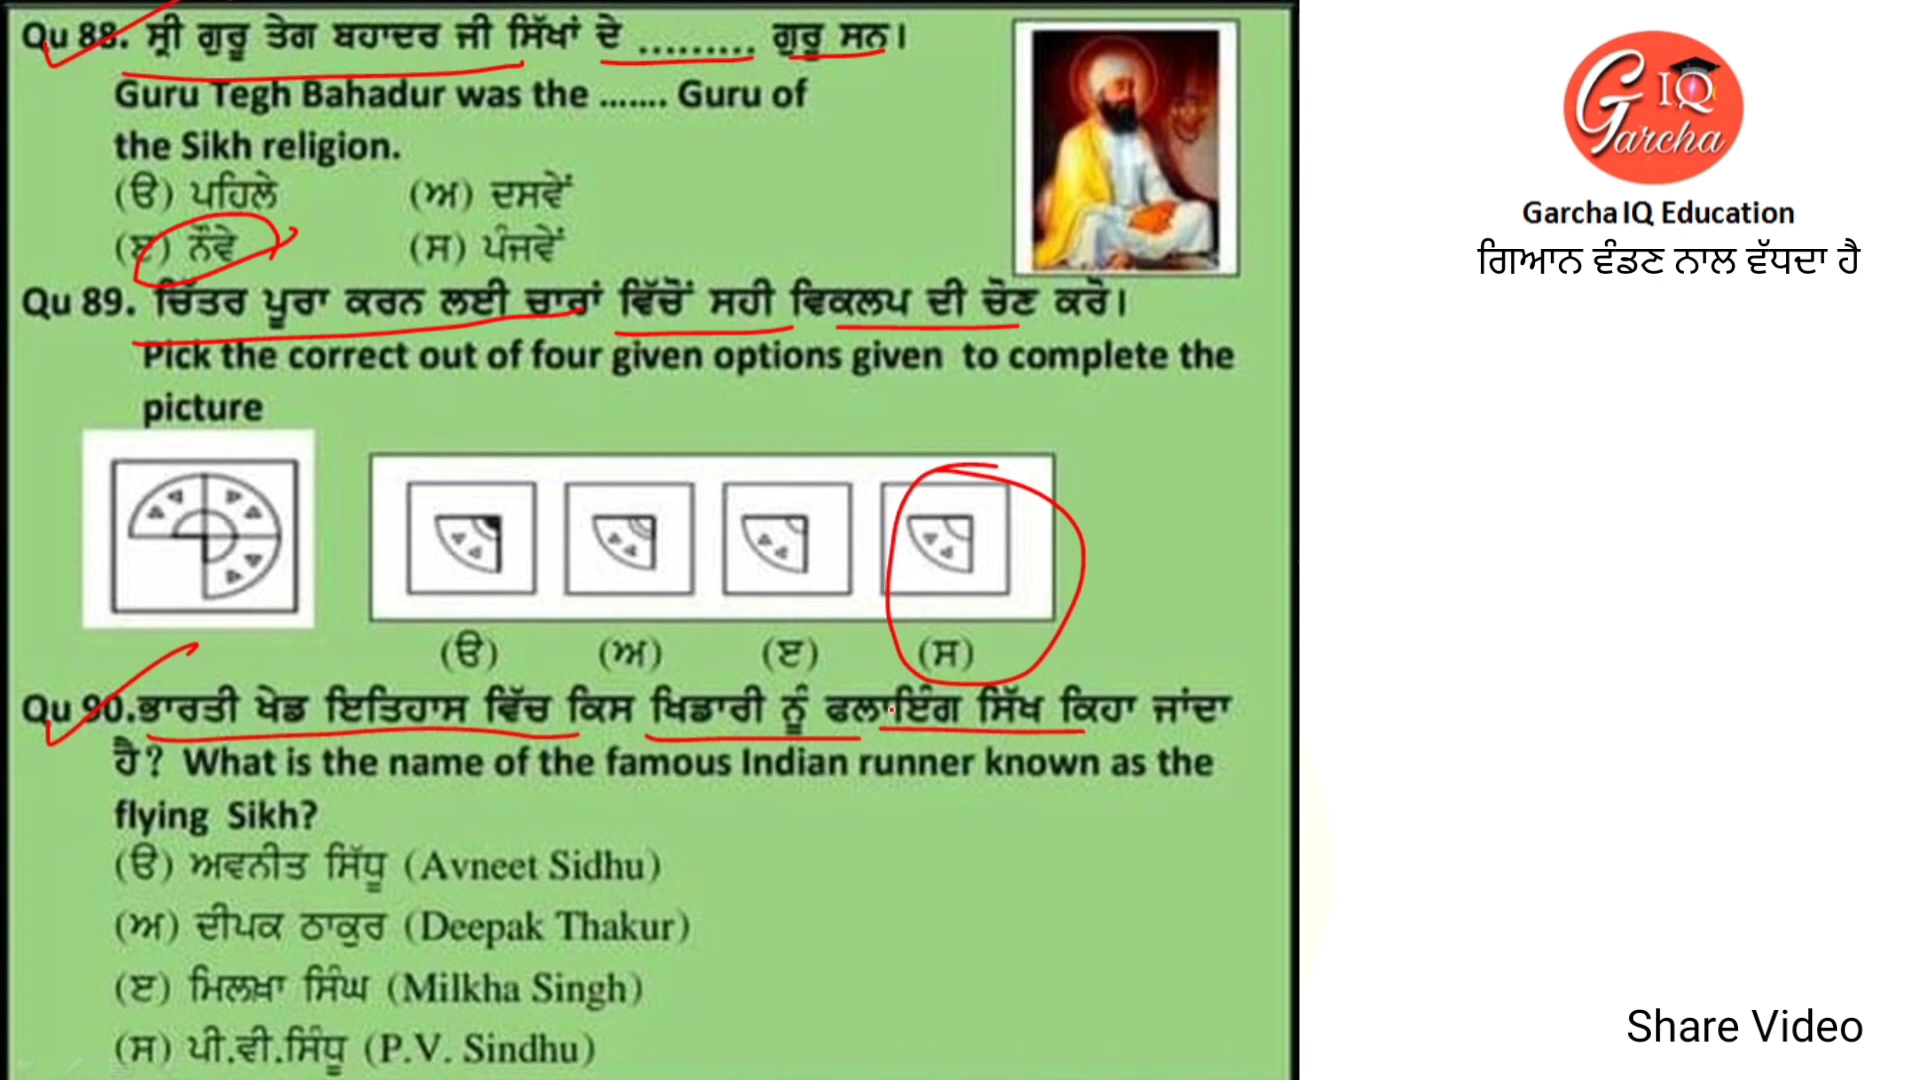 Qu 88. ਸ੍ਰੀ ਗੁਰੂ ਤੇਗ ਬਹਾਦਰ ਜੀ ਸਿੱਖਾਂ ਦੇ ......... ਗੁਰੂ ਸਨ।
Guru Tegh Bahadur was the ....... Guru of
the Sikh religion.
(ੳ) ਪਹਿਲੇ (ਅ) ਦਸਵੇਂ
(ੲ) ਨੌਵੇ (ਸ) ਪੰਜਵੇਂ
Qu 89. ਚਿੱਤਰ ਪੂਰਾ ਕਰਨ ਲਈ ਚਾਰਾਂ ਵਿੱਚੋਂ ਸਹੀ ਵਿਕਲਪ ਦੀ ਚੋਣ ਕਰੋ।
Pick the correct out of four given options given to complete the
picture
(ੳ) (ਅ) (ੲ) (ਸ)
Qu 90.ਭਾਰਤੀ ਖੇਡ ਇਤਿਹਾਸ ਵਿੱਚ ਕਿਸ ਖਿਡਾਰੀ ਨੂੰ ਫਲਾਇੰਗ ਸਿੱਖ ਕਿਹਾ ਜਾਂਦਾ
ਹੈ? What is the name of the famous Indian runner known as the
flying Sikh?
(ੳ) ਅਵਨੀਤ ਸਿੱਧੂ (Avneet Sidhu)
(ਅ) ਦੀਪਕ ਠਾਕੁਰ (Deepak Thakur)
(ੲ) ਮਿਲਖ਼ਾ ਸਿੰਘ (Milkha Singh)
(ਸ) ਪੀ.ਵੀ.ਸਿੰਧੂ (P.V. Sindhu)
IQ
Garcha
Garcha IQ Education
ਗਿਆਨ ਵੰਡਣ ਨਾਲ ਵੱਧਦਾ ਹੈ
Share Video